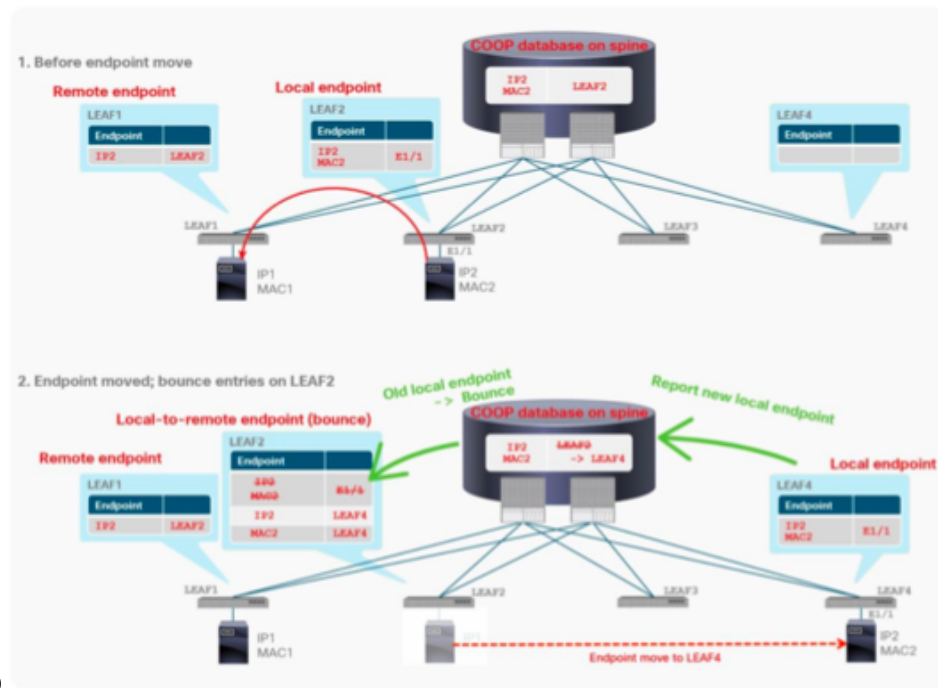 COOP database on spine
1. Before endpoint move
IP2
MAC2
LEAF2
Remote endpoint
Local endpoint
LEAF1
Endpoint
IP2 LEAF2
LEAF2
Endpoint
IP2
MAC2
E1/1
LEAF4
Endpoint
LEAF1
LEAF2
LEAF3
LEAF4
E1/1
IP1
MAC1
IP2
MAC2
2. Endpoint moved; bounce entries on LEAF2
Old local endpoint
-> Bounce
Report new local endpoint
COOP database on spine
Local-to-remote endpoint (bounce)
IP2
MAC2
LEAF2
-> LEAF4
Remote endpoint
Local endpoint
LEAF1
Endpoint
IP2 LEAF2
LEAF2
Endpoint
IP2
MAC2
E1/1
IP2 LEAF4
MAC2 LEAF4
LEAF4
Endpoint
IP2
MAC2
E1/1
LEAF1
LEAF2
LEAF3
LEAF4
E1/1
IP1
MAC1
IP1
IP2
MAC2
Endpoint move to LEAF4